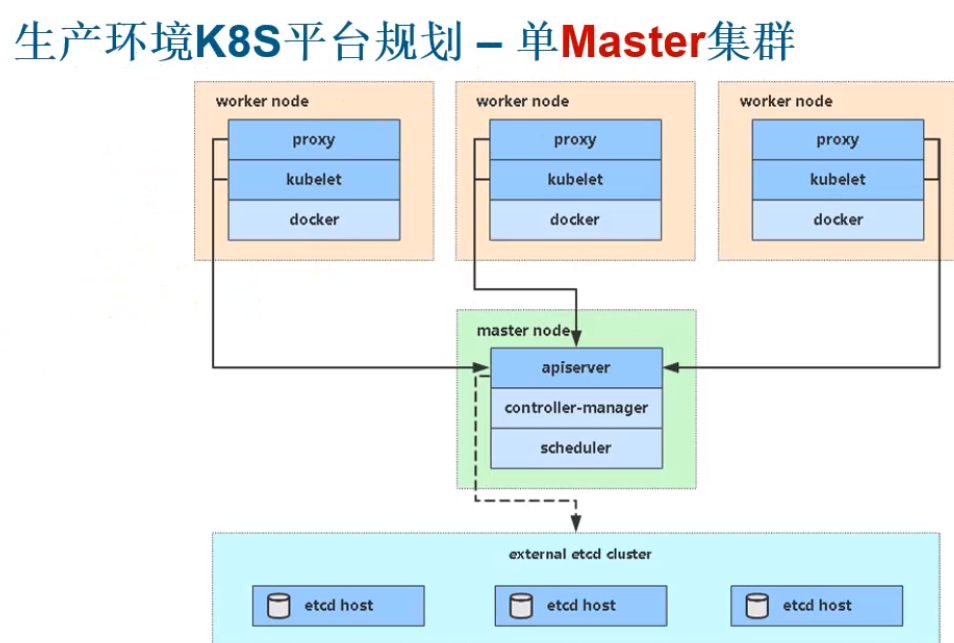 生产环境K8S平台规划 – 单Master集群
worker node
proxy
kubelet
docker
worker node
proxy
kubelet
docker
worker node
proxy
kubelet
docker
master node
apiserver
controller-manager
scheduler
external etcd cluster
etcd host
etcd host
etcd host